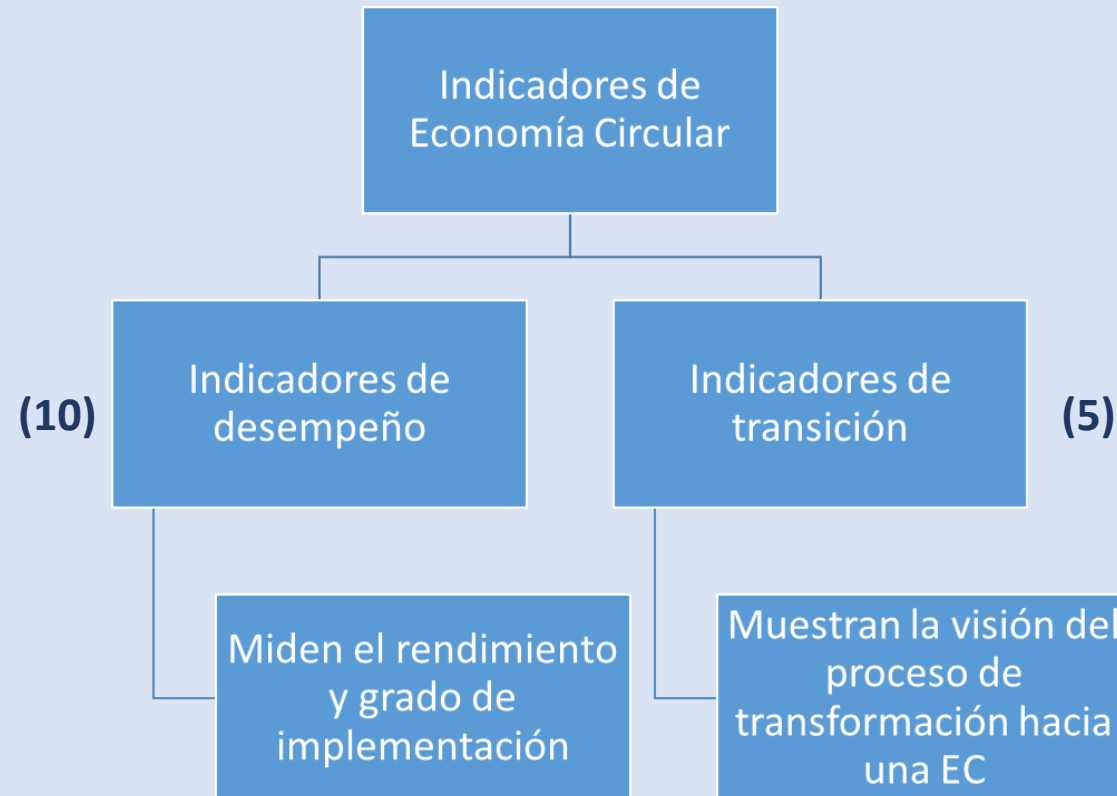 Indicadores de
Economía Circular
(10)
Indicadores de
desempeño
Indicadores de
transición
(5)
Miden el rendimiento
y grado de
implementación
Muestran la visión del
proceso de
transformación hacia
una EC